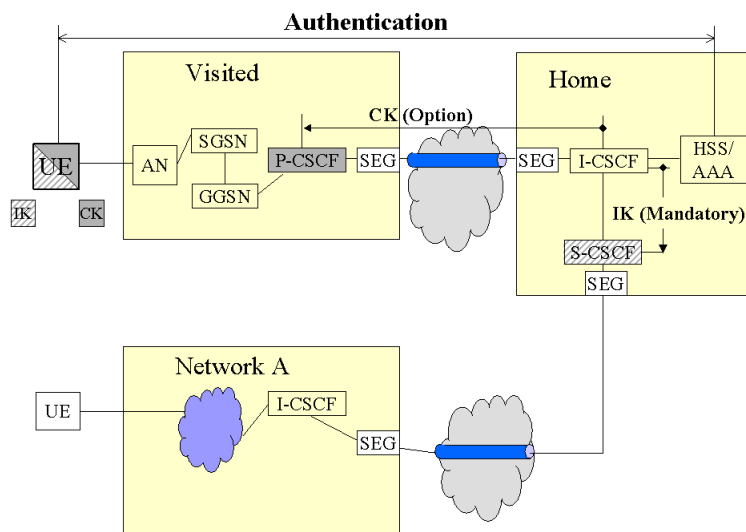 Authentication
Visited
Home
CK (Option)
SGSN
HSS/
AAA
UE
AN
P-CSCF
SEG
SEG
I-CSCF
GGSN
IK
CK
IK (Mandatory)
S-CSCF
SEG
Network A
UE
I-CSCF
SEG